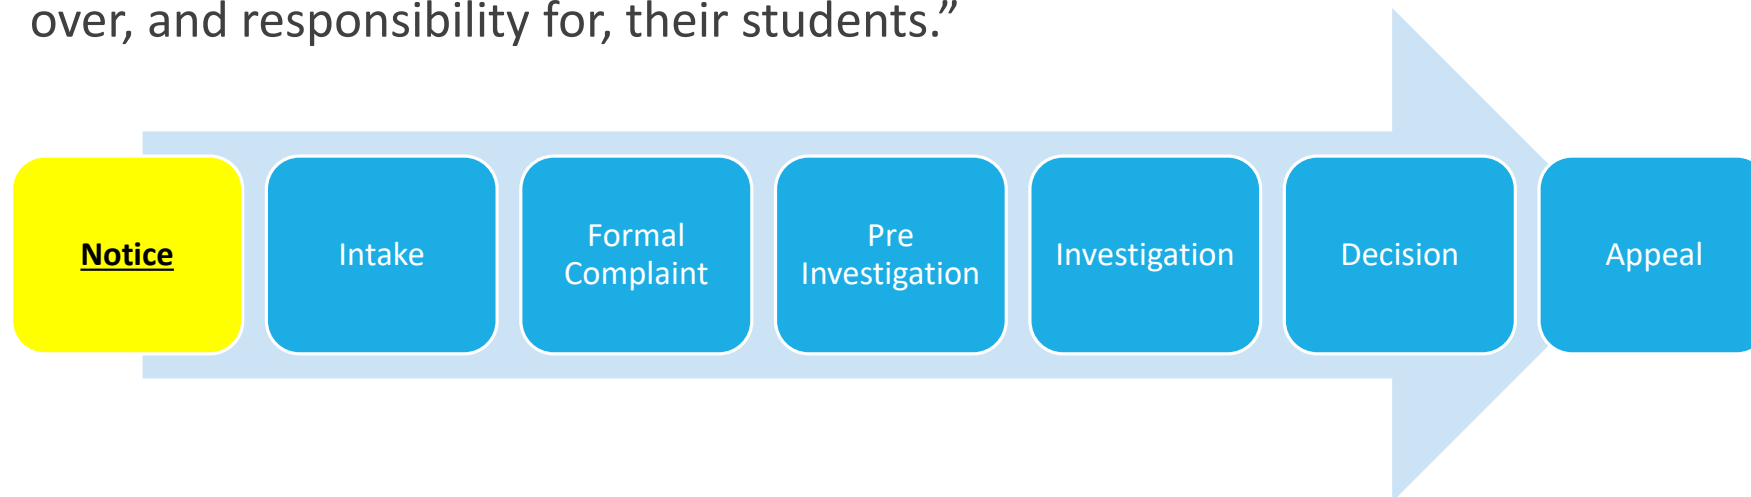 over, and responsibility for, their students.”
Notice
Intake
Formal
Complaint
Pre
Investigation
Investigation
Decision
Appeal